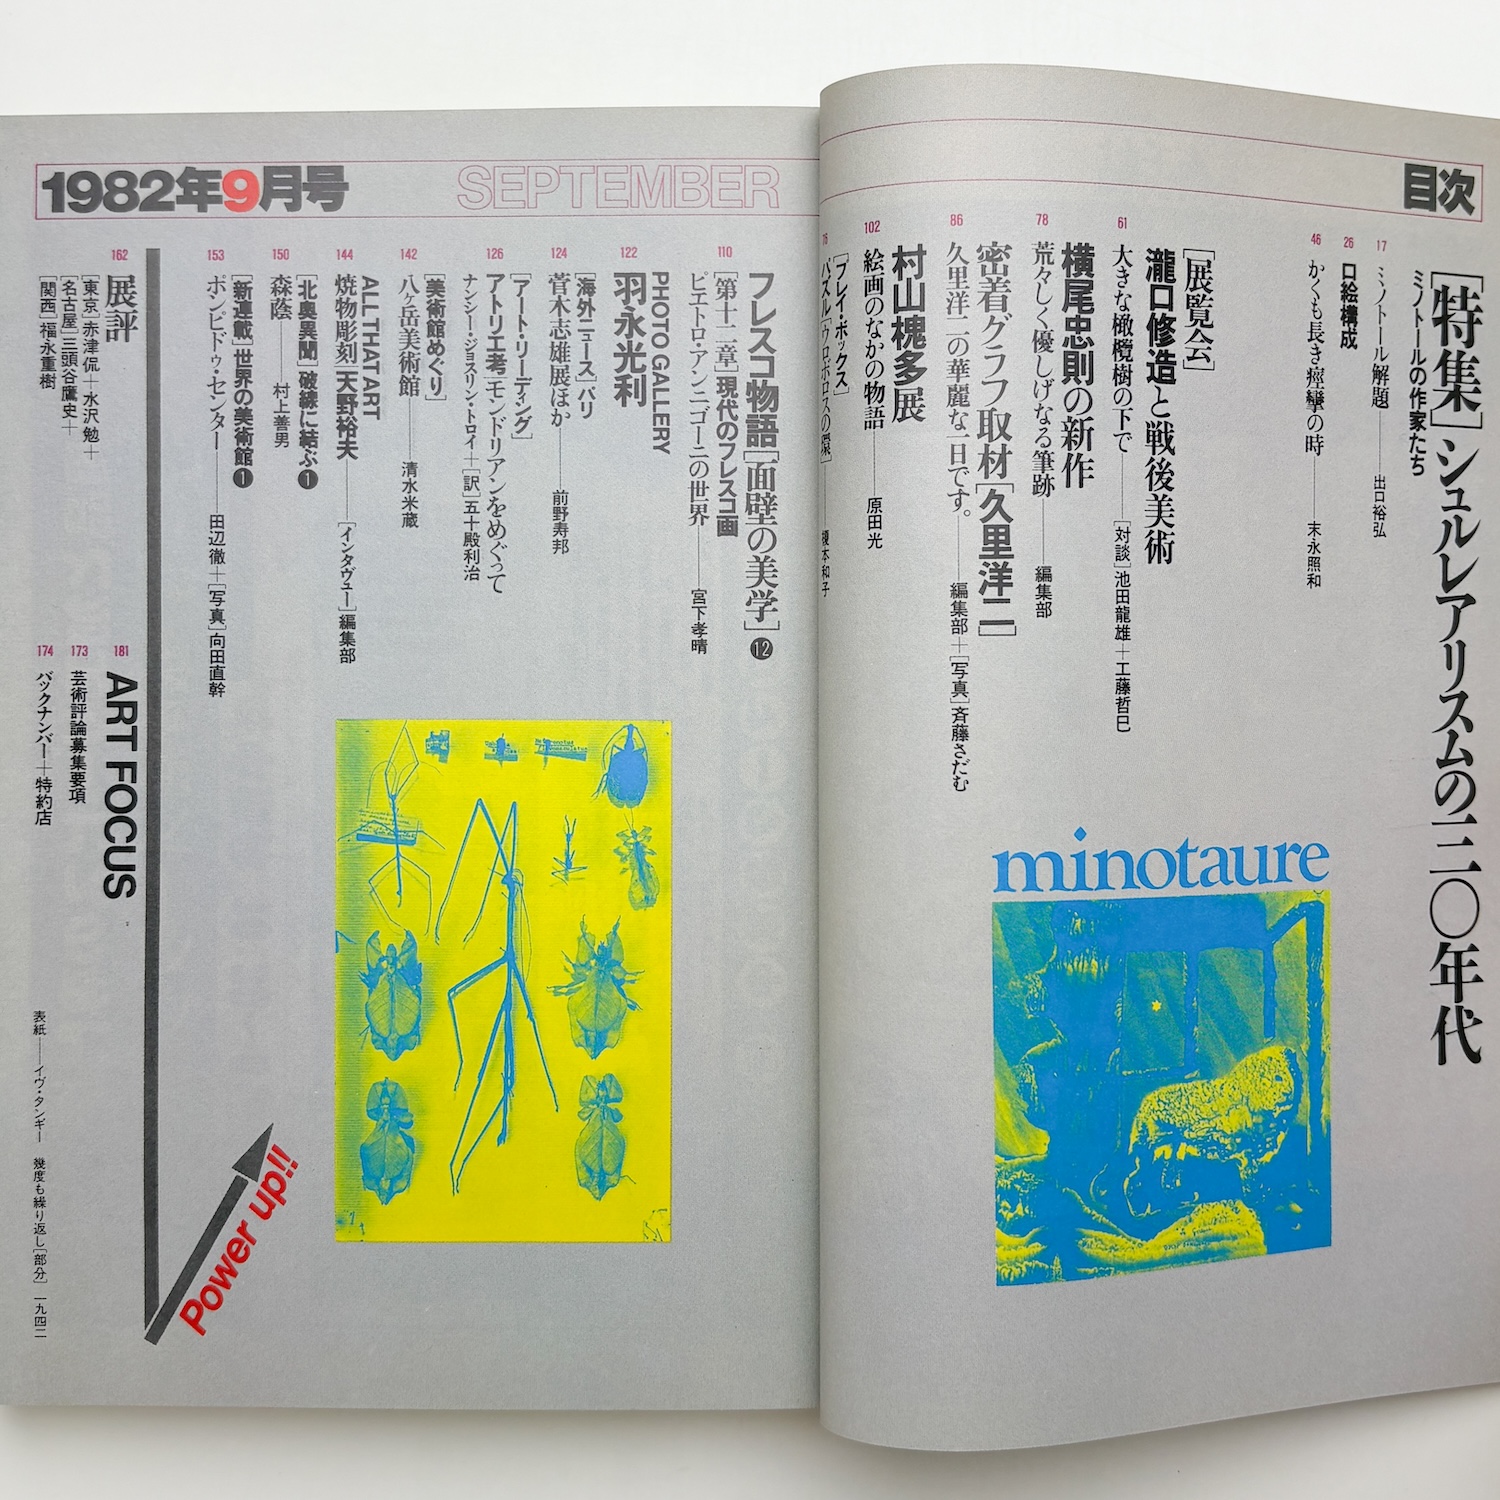 目次
[特集]シュルレアリスムの三〇年代
ミノトールの作家たち
17
ミノトール解題――出口裕弘
26
口絵構成
46
かくも長き痙攣の時――末永照和
[展覧会]
瀧口修造と戦後美術
61
大きな橄欖樹の下で――[対談]池田龍雄+工藤哲巳
横尾忠則の新作
78
荒々しく優しげなる筆跡――編集部
密着グラフ取材[久里洋二]
86
久里洋二の華麗な一日です。――編集部+[写真]斉藤さだむ
村山槐多展
102
絵画のなかの物語――原田光
[プレイ・ボックス]
76
パズル[ウロボロスの環] 榎本和子
minotaure
1982年9月号
SEPTEMBER
フレスコ物語[面壁の美学]12
[第十二章]現代のフレスコ画
110
ピエトロ・アンニゴーニの世界――宮下孝晴
PHOTO GALLERY
122
羽永光利
[海外ニュース]パリ
124
菅木志雄展ほか――前野寿邦
[アート・リーディング]
126
アトリエ考[モンドリアンをめぐって
ナンシー・ジョスリン・トロイ+[訳]五十殿利治
[美術館めぐり]
142
八ヶ岳美術館――清水米蔵
ALL THAT ART
144
焼物彫刻[天野裕夫――[インタヴュー]編集部
[北奥異聞]破線に結ぶ1
150
森蔭――村上善男
[新連載]世界の美術館1
153
ポンピドゥ・センター――田辺徹+[写真]向田直幹
162
展評
[東京]赤津侃+水沢勉+
名古屋]三頭谷鷹史+
[関西]福永重樹
181
ART FOCUS
173
芸術評論募集要項
174
バックナンバー+特約店
Power up!!
表紙――イヴ・タンギー 幾度も繰り返し[部分]一九四二